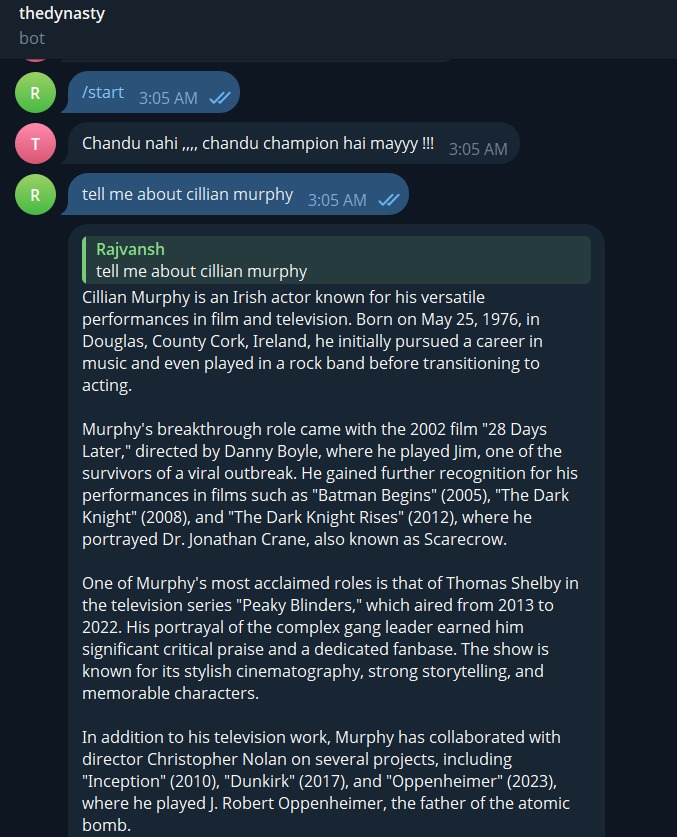 thedynasty
bot
R
/start 3:05 AM
T
Chandu nahi ,,,, chandu champion hai mayyy !!! 3:05 AM
R
tell me about cillian murphy 3:05 AM
Rajvansh
tell me about cillian murphy
Cillian Murphy is an Irish actor known for his versatile
performances in film and television. Born on May 25, 1976, in
Douglas, County Cork, Ireland, he initially pursued a career in
music and even played in a rock band before transitioning to
acting.
Murphy's breakthrough role came with the 2002 film "28 Days
Later," directed by Danny Boyle, where he played Jim, one of the
survivors of a viral outbreak. He gained further recognition for his
performances in films such as "Batman Begins" (2005), "The Dark
Knight" (2008), and "The Dark Knight Rises" (2012), where he
portrayed Dr. Jonathan Crane, also known as Scarecrow.
One of Murphy's most acclaimed roles is that of Thomas Shelby in
the television series "Peaky Blinders," which aired from 2013 to
2022. His portrayal of the complex gang leader earned him
significant critical praise and a dedicated fanbase. The show is
known for its stylish cinematography, strong storytelling, and
memorable characters.
In addition to his television work, Murphy has collaborated with
director Christopher Nolan on several projects, including
"Inception" (2010), "Dunkirk" (2017), and "Oppenheimer" (2023),
where he played J. Robert Oppenheimer, the father of the atomic
bomb.